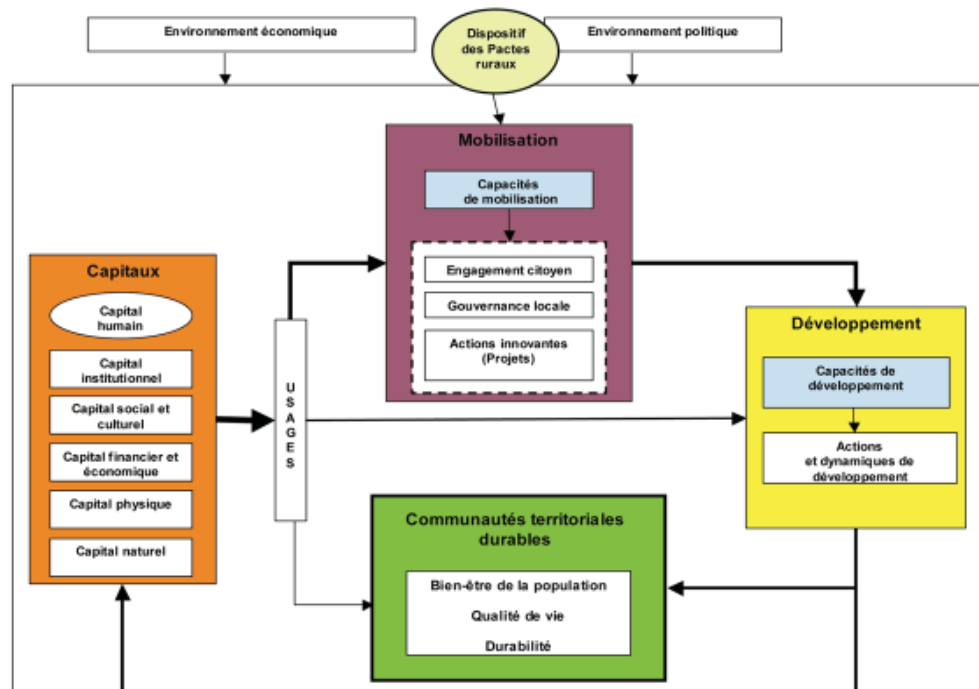 Environnement économique
Dispositif
des Pactes
ruraux
Environnement politique
Mobilisation
Capacités
de mobilisation
Engagement citoyen
Gouvernance locale
Actions innovantes
(Projets)
Capitaux
Capital
humain
Capital
institutionnel
Capital social et
culturel
Capital financier et
économique
Capital physique
Capital naturel
USAGES
Développement
Capacités de
développement
Actions
et dynamiques de
développement
Communautés territoriales
durables
Bien-être de la population
Qualité de vie
Durabilité